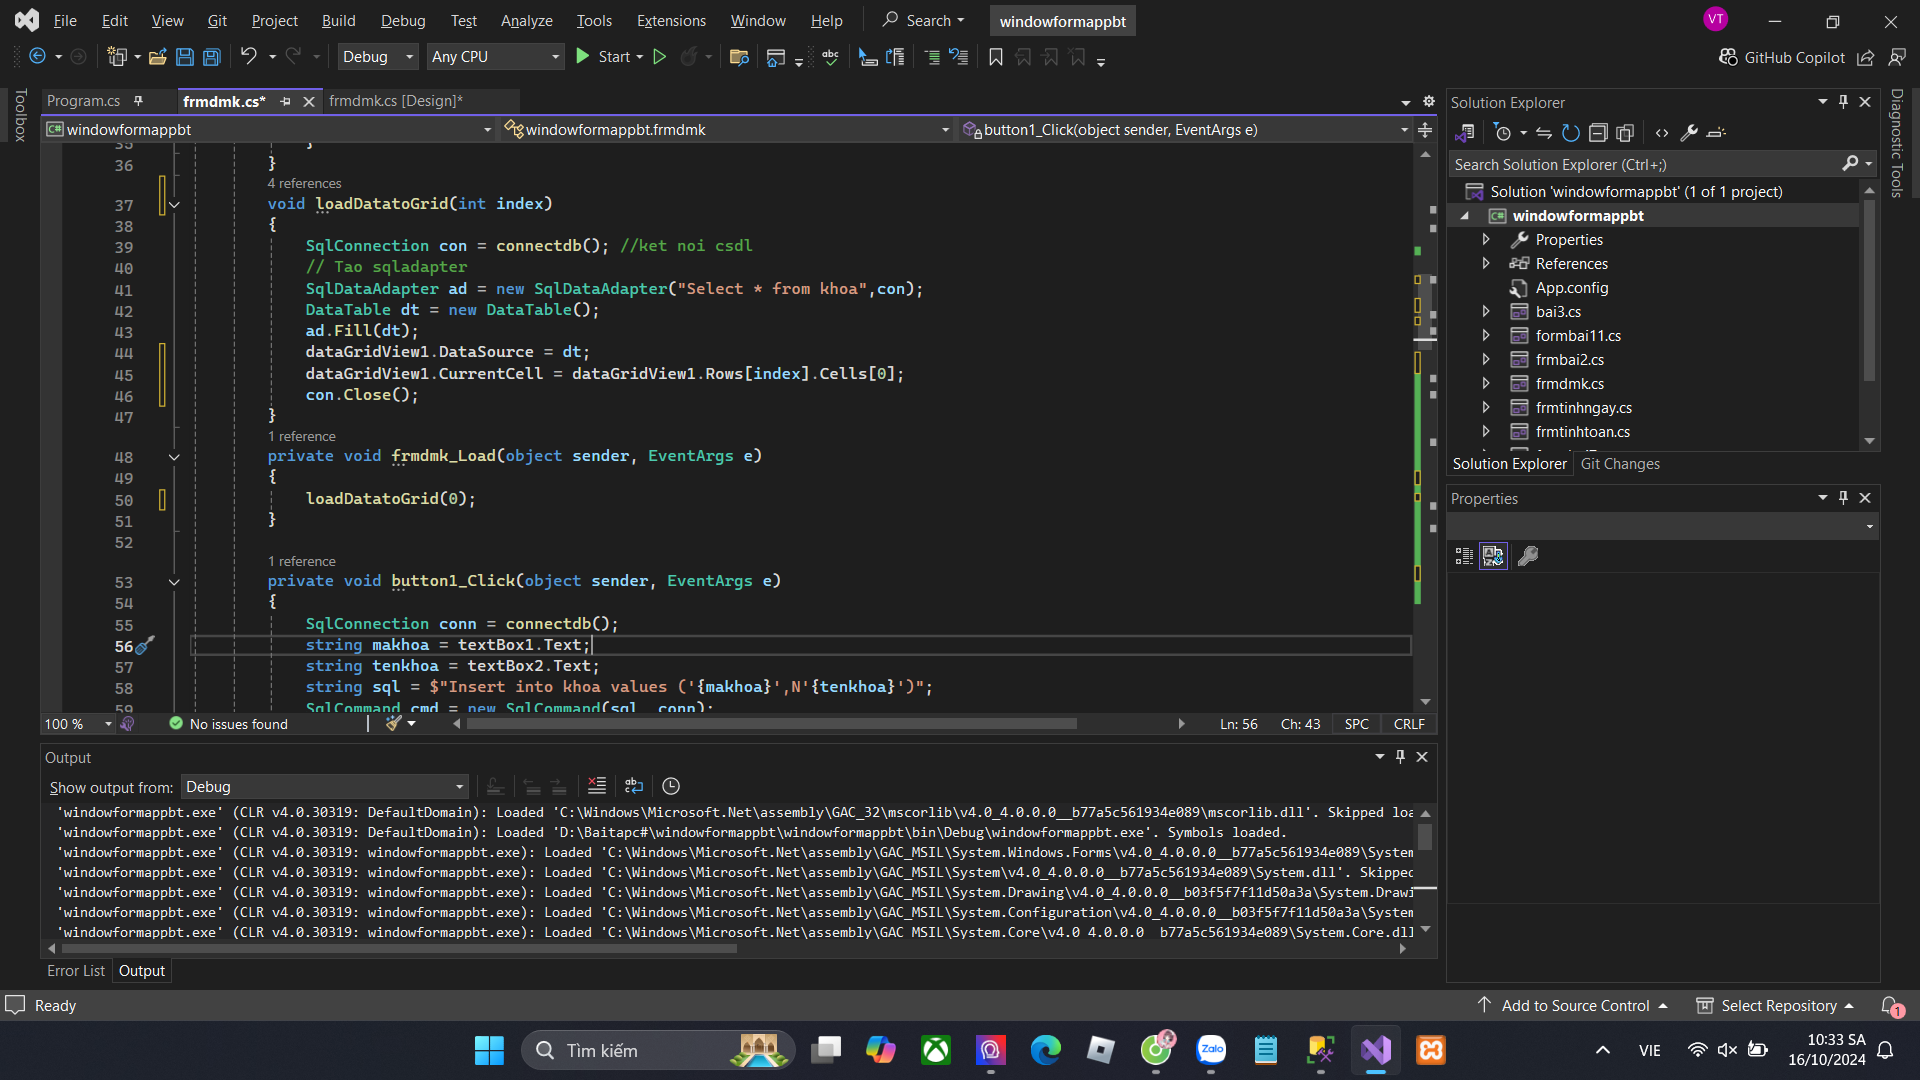 File Edit View Git Project Build Debug Test Analyze Tools Extensions Window Help Search windowformappbt VT
Debug Any CPU Start GitHub Copilot
Toolbox
Program.cs frmdmk.cs* frmdmk.cs [Design]*
windowformappbt windowformappbt.frmdmk button1_Click(object sender, EventArgs e)
35 }
36 }
4 references
37 void loadDatatoGrid(int index)
38 {
39 SqlConnection con = connectdb(); //ket noi csdl
40 // Tao sqladapter
41 SqlDataAdapter ad = new SqlDataAdapter("Select * from khoa",con);
42 DataTable dt = new DataTable();
43 ad.Fill(dt);
44 dataGridView1.DataSource = dt;
45 dataGridView1.CurrentCell = dataGridView1.Rows[index].Cells[0];
46 con.Close();
47 }
1 reference
48 private void frmdmk_Load(object sender, EventArgs e)
49 {
50 loadDatatoGrid(0);
51 }
52
1 reference
53 private void button1_Click(object sender, EventArgs e)
54 {
55 SqlConnection conn = connectdb();
56 string makhoa = textBox1.Text;
57 string tenkhoa = textBox2.Text;
58 string sql = $"Insert into khoa values ('{makhoa}',N'{tenkhoa}')";
59 SqlCommand cmd = new SqlCommand(sql, conn);
100 % No issues found Ln: 56 Ch: 43 SPC CRLF
Output
Show output from: Debug
'windowformappbt.exe' (CLR v4.0.30319: DefaultDomain): Loaded 'C:\Windows\Microsoft.Net\assembly\GAC_32\mscorlib\v4.0_4.0.0.0__b77a5c561934e089\mscorlib.dll'. Skipped loa
'windowformappbt.exe' (CLR v4.0.30319: DefaultDomain): Loaded 'D:\Baitapc#\windowformappbt\windowformappbt\bin\Debug\windowformappbt.exe'. Symbols loaded.
'windowformappbt.exe' (CLR v4.0.30319: windowformappbt.exe): Loaded 'C:\Windows\Microsoft.Net\assembly\GAC_MSIL\System.Windows.Forms\v4.0_4.0.0.0__b77a5c561934e089\System
'windowformappbt.exe' (CLR v4.0.30319: windowformappbt.exe): Loaded 'C:\Windows\Microsoft.Net\assembly\GAC_MSIL\System\v4.0_4.0.0.0__b77a5c561934e089\System.dll'. Skipped
'windowformappbt.exe' (CLR v4.0.30319: windowformappbt.exe): Loaded 'C:\Windows\Microsoft.Net\assembly\GAC_MSIL\System.Drawing\v4.0_4.0.0.0__b03f5f7f11d50a3a\System.Drawi
'windowformappbt.exe' (CLR v4.0.30319: windowformappbt.exe): Loaded 'C:\Windows\Microsoft.Net\assembly\GAC_MSIL\System.Configuration\v4.0_4.0.0.0__b03f5f7f11d50a3a\System
'windowformappbt.exe' (CLR v4.0.30319: windowformappbt.exe): Loaded 'C:\Windows\Microsoft.Net\assembly\GAC_MSIL\System.Core\v4.0_4.0.0.0__b77a5c561934e089\System.Core.dll
Error List Output
Solution Explorer
Search Solution Explorer (Ctrl+;)
Solution 'windowformappbt' (1 of 1 project)
C# windowformappbt
Properties
References
App.config
bai3.cs
formbai11.cs
frmbai2.cs
frmdmk.cs
frmtinhngay.cs
frmtinhtoan.cs
Solution Explorer Git Changes
Properties
Diagnostic Tools
Ready Add to Source Control Select Repository 1
Tìm kiếm Zalo VIE 10:33 SA
16/10/2024